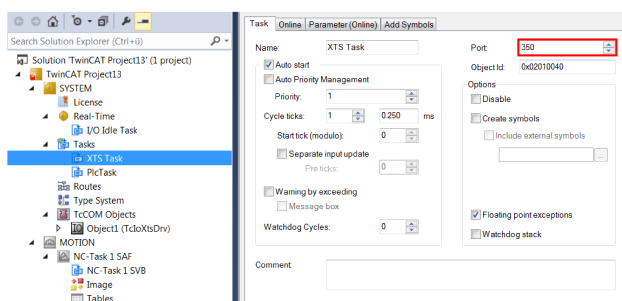 Search Solution Explorer (Ctrl+ü)
Solution 'TwinCAT Project13' (1 project)
TwinCAT Project13
SYSTEM
License
Real-Time
I/O Idle Task
Tasks
XTS Task
PlcTask
Routes
Type System
TcCOM Objects
Object1 (TcIoXtsDrv)
MOTION
NC-Task 1 SAF
NC-Task 1 SVB
Image
Tables
Task Online Parameter (Online) Add Symbols
Name: XTS Task Port: 350
Auto start Object Id: 0x02010040
Auto Priority Management Options
Priority: 1 Disable
Cycle ticks: 1 0.250 ms Create symbols
Start tick (modulo): 0 Include external symbols
Separate input update ...
Pre ticks: 0
Warning by exceeding
Message box Floating point exceptions
Watchdog Cycles: 0 Watchdog stack
Comment: